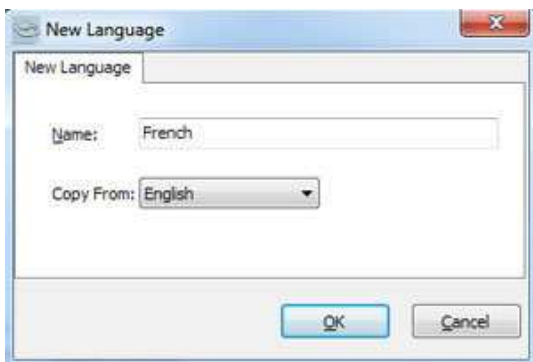 New Language
New Language
Name: French
Copy From: English
OK Cancel